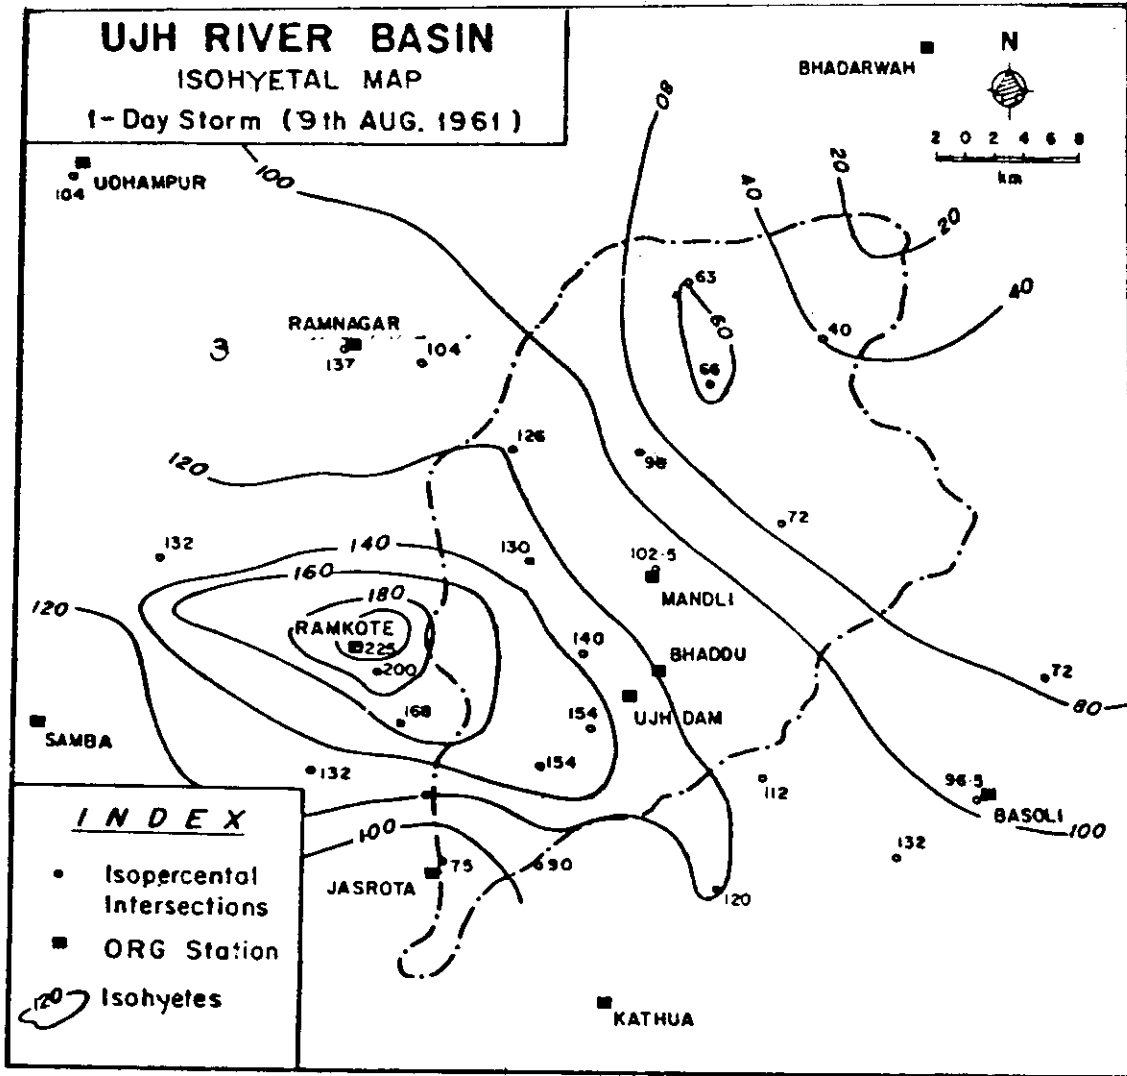 UJH RIVER BASIN
ISOHYETAL MAP
1-Day Storm (9th AUG. 1961)
BHADARWAH
N
2 0 2 4 6 8
km
UDHAMPUR
104
100
80
40
20
20
40
63
60
66
40
RAMNAGAR
137
104
3
126
98
72
120
132
140
160
180
130
102.5
MANDLI
RAMKOTE
225
200
168
140
BHADDU
UJH DAM
154
154
120
SAMBA
132
72
80
112
96.5
BASOLI
100
132
100
75
JASROTA
90
120
KATHUA
INDEX
Isopercental
Intersections
ORG Station
120 Isohyetes